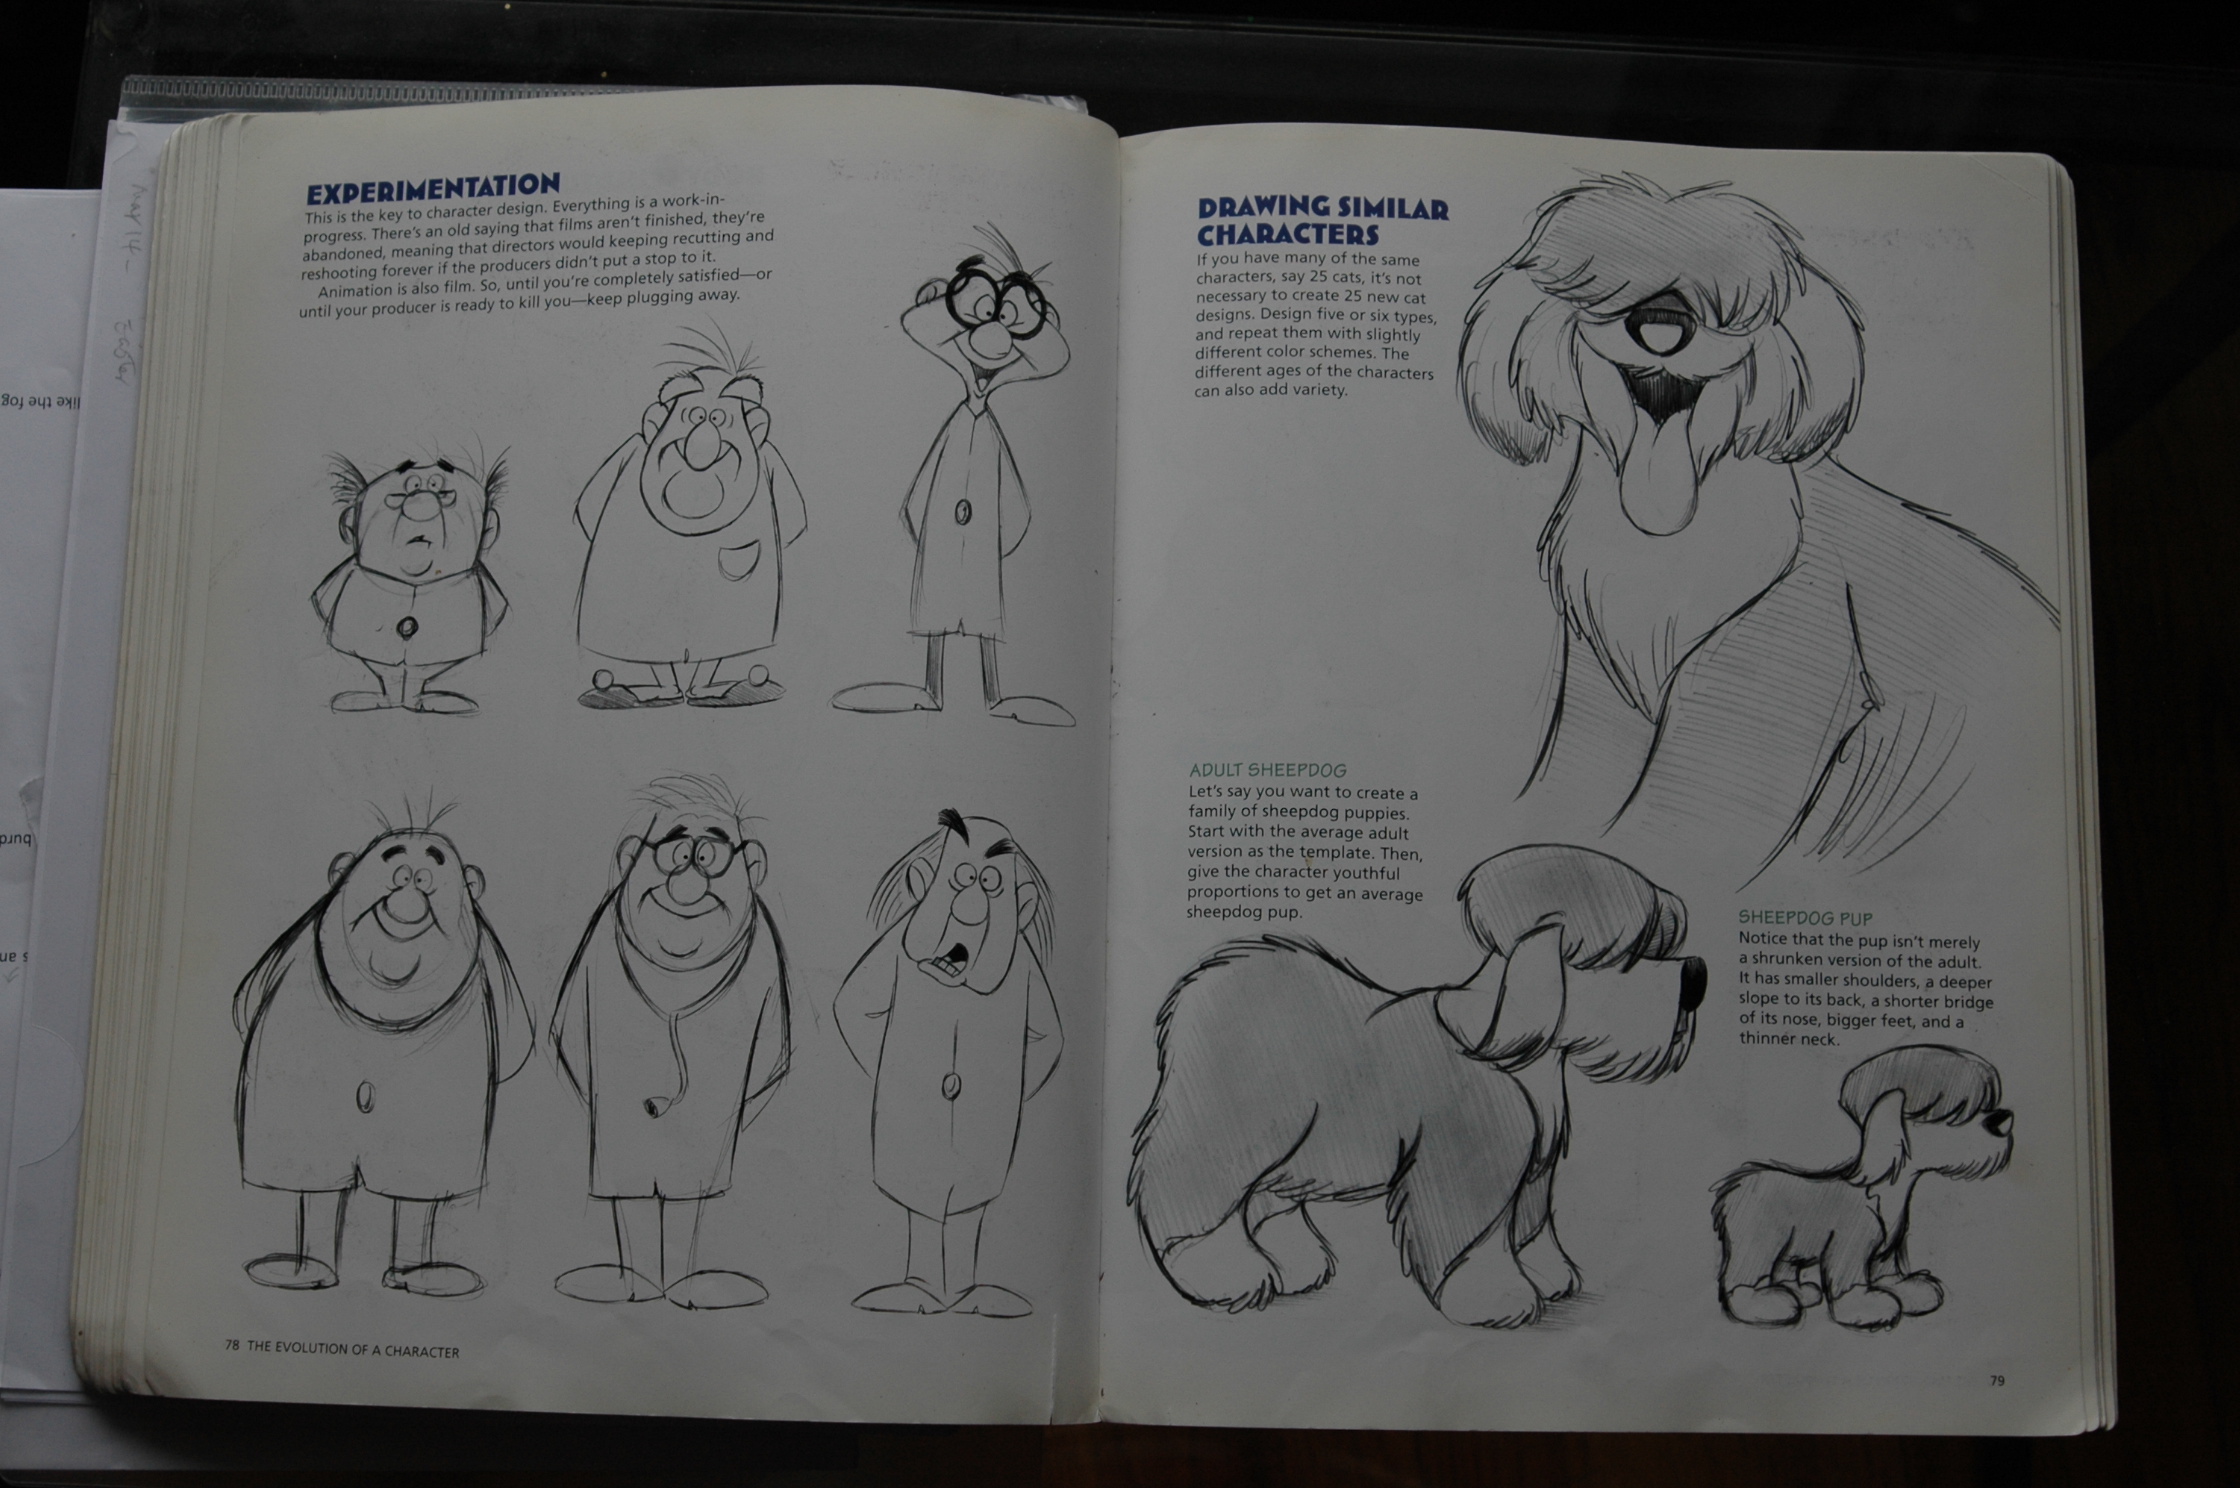 EXPERIMENTATION
This is the key to character design. Everything is a work-in-
progress. There's an old saying that films aren't finished, they're
abandoned, meaning that directors would keeping recutting and
reshooting forever if the producers didn't put a stop to it.
Animation is also film. So, until you're completely satisfied—or
until your producer is ready to kill you—keep plugging away.
78 THE EVOLUTION OF A CHARACTER
DRAWING SIMILAR
CHARACTERS
If you have many of the same
characters, say 25 cats, it's not
necessary to create 25 new cat
designs. Design five or six types,
and repeat them with slightly
different color schemes. The
different ages of the characters
can also add variety.
ADULT SHEEPDOG
Let's say you want to create a
family of sheepdog puppies.
Start with the average adult
version as the template. Then,
give the character youthful
proportions to get an average
sheepdog pup.
SHEEPDOG PUP
Notice that the pup isn't merely
a shrunken version of the adult.
It has smaller shoulders, a deeper
slope to its back, a shorter bridge
of its nose, bigger feet, and a
thinner neck.
79
May 14 -
Easter
like the fog
burd
s an